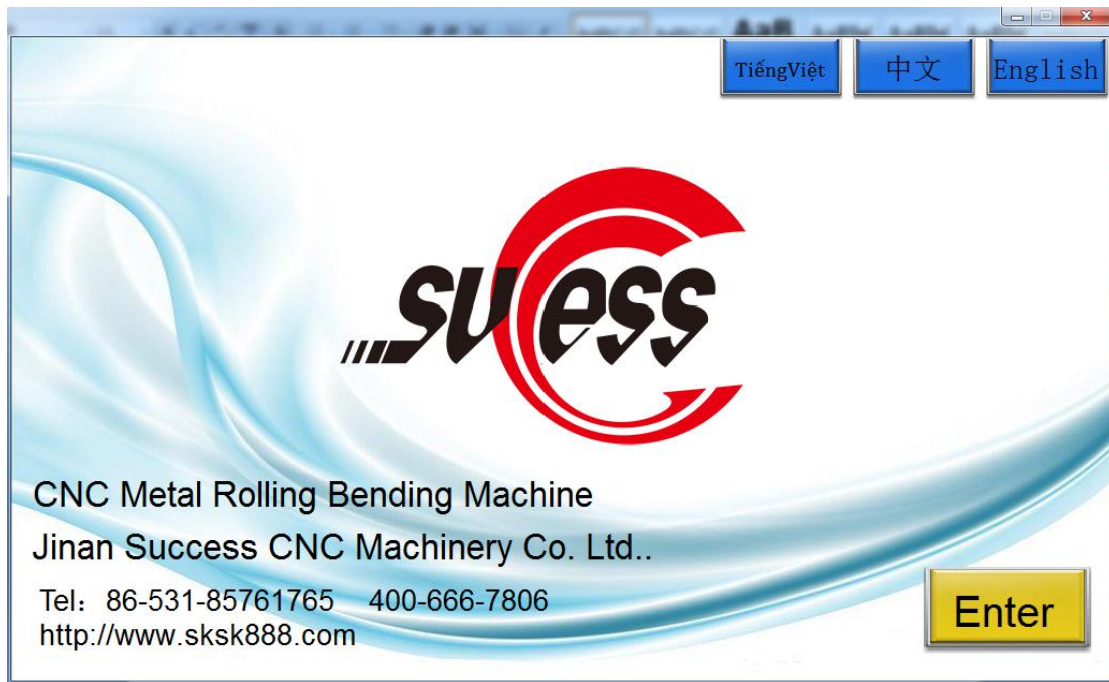 TiếngViệt
中文
English
success
CNC Metal Rolling Bending Machine
Jinan Success CNC Machinery Co. Ltd..
Tel：86-531-85761765 400-666-7806
http://www.sksk888.com
Enter